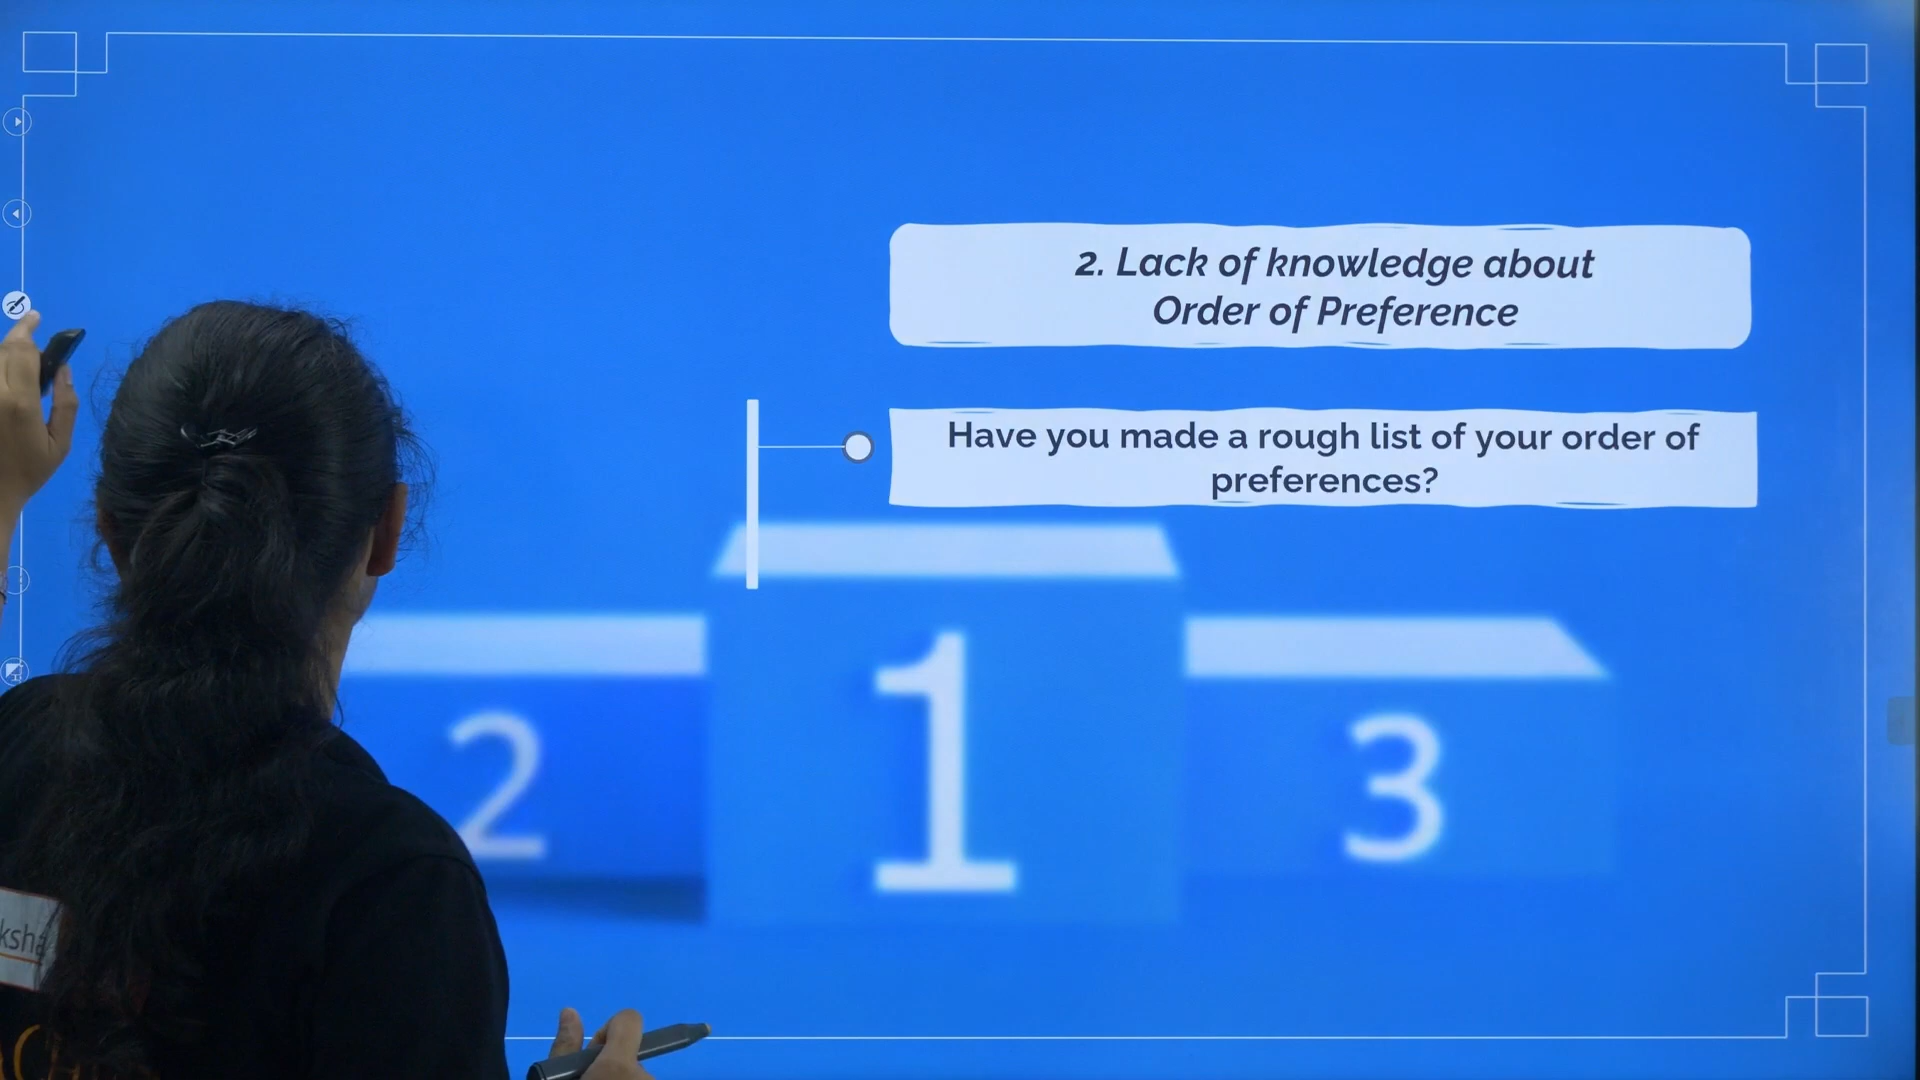 2. Lack of knowledge about
Order of Preference
Have you made a rough list of your order of
preferences?
2
1
3